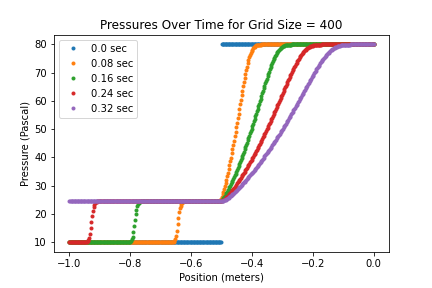 Pressures Over Time for Grid Size = 400
80
70
60
50
40
30
20
10
Pressure (Pascal)
0.0 sec
0.08 sec
0.16 sec
0.24 sec
0.32 sec
−1.0 −0.8 −0.6 −0.4 −0.2 0.0
Position (meters)